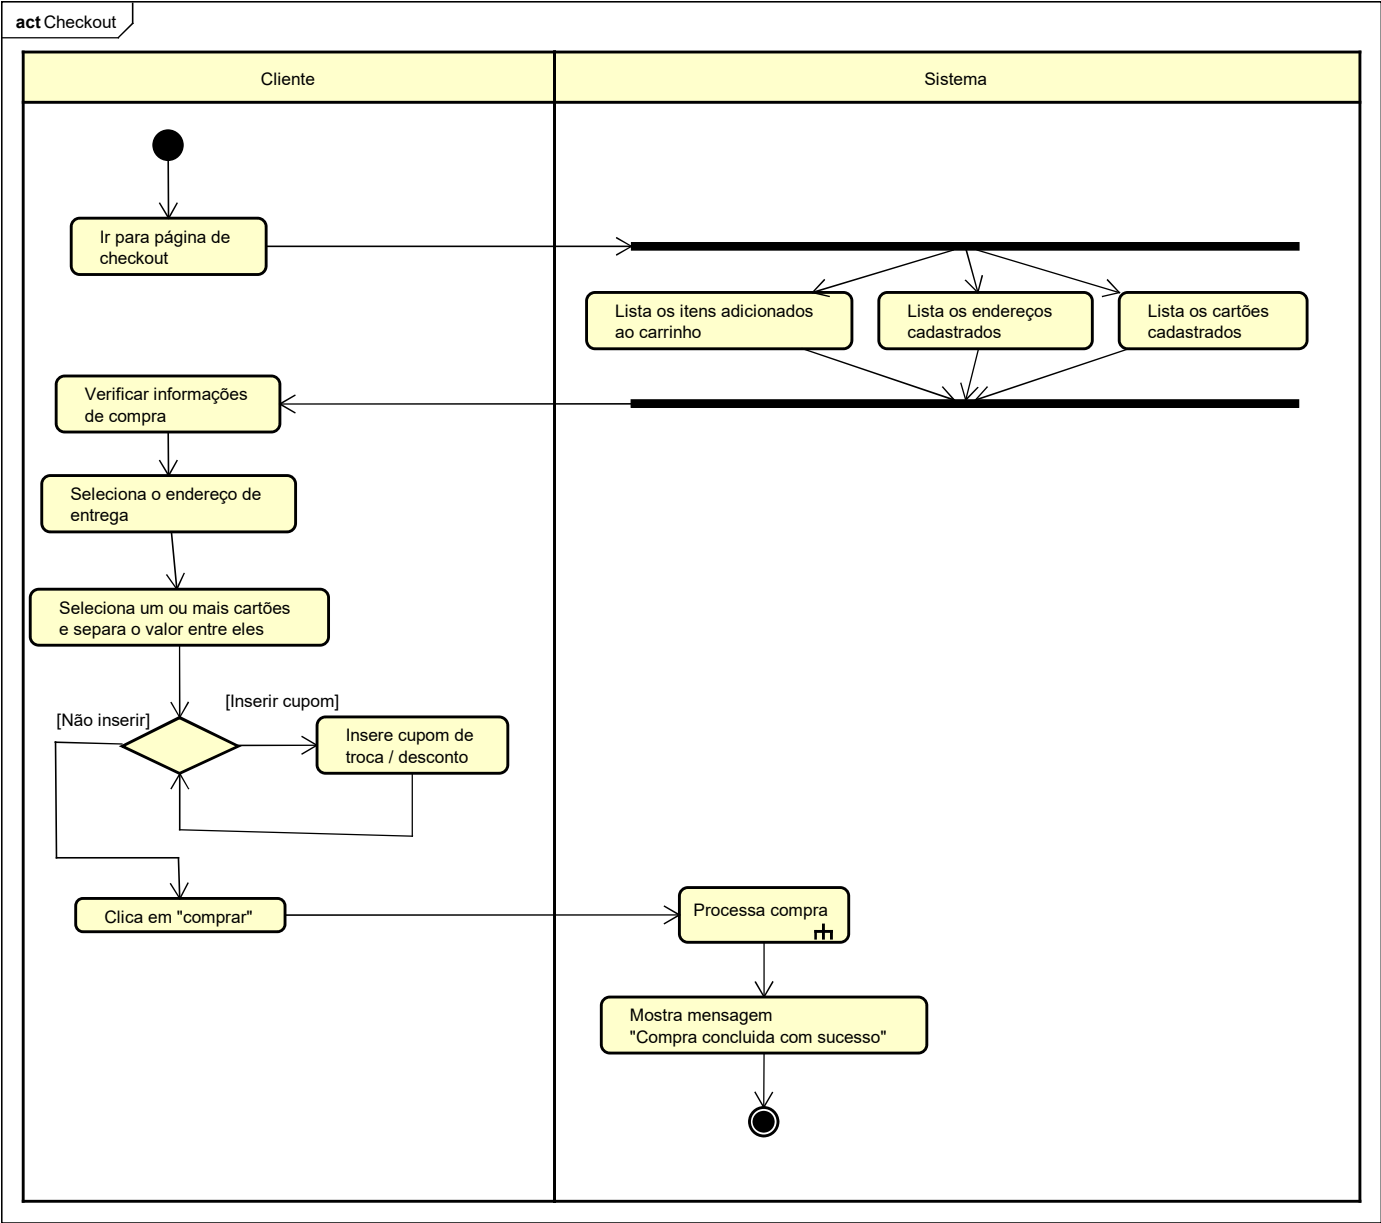 act Checkout
Cliente
Sistema
Ir para página de
checkout
Lista os itens adicionados
ao carrinho
Lista os endereços
cadastrados
Lista os cartões
cadastrados
Verificar informações
de compra
Seleciona o endereço de
entrega
Seleciona um ou mais cartões
e separa o valor entre eles
[Inserir cupom]
[Não inserir]
Insere cupom de
troca / desconto
Clica em "comprar"
Processa compra
Mostra mensagem
"Compra concluida com sucesso"